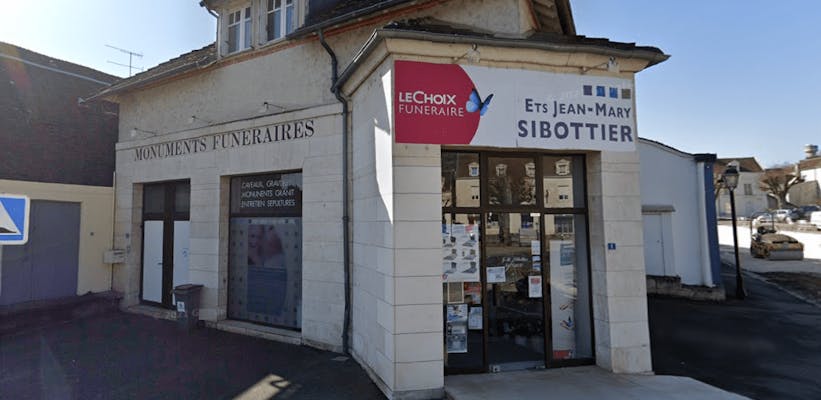 MONUMENTS FUNERAIRES
CAVEAUX, GRAVURE
MONUMENTS GRANIT
ENTRETIEN SEPULTURES
LECHOIX
FUNERAIRE
ETS JEAN-MARY
SIBOTTIER